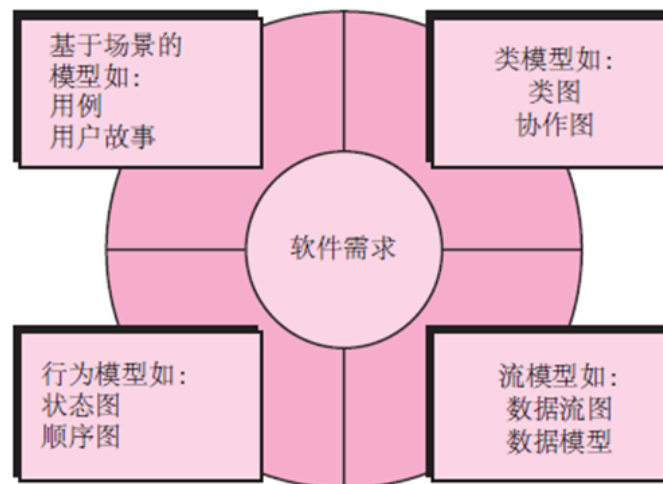 基于场景的
模型如:
用例
用户故事
类模型如:
类图
协作图
软件需求
行为模型如:
状态图
顺序图
流模型如:
数据流图
数据模型